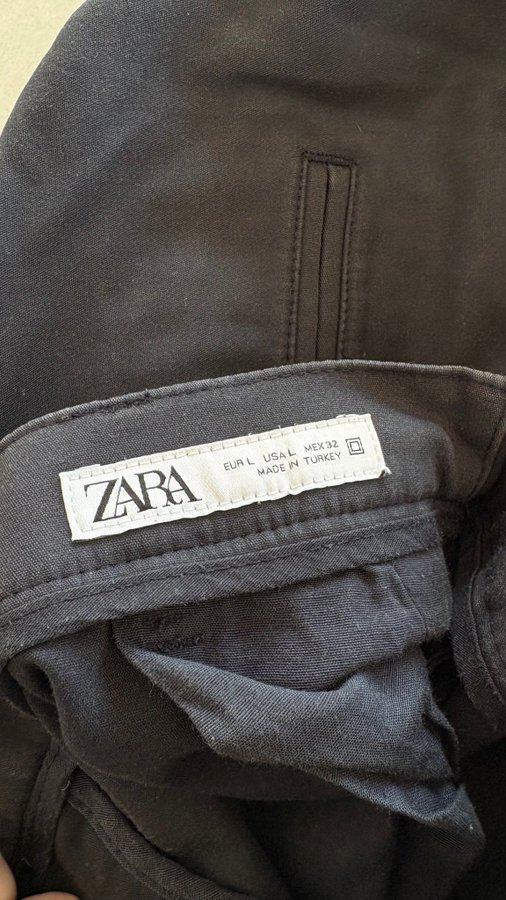 ZARA
EUR L USA L MEX 32
MADE IN TURKEY